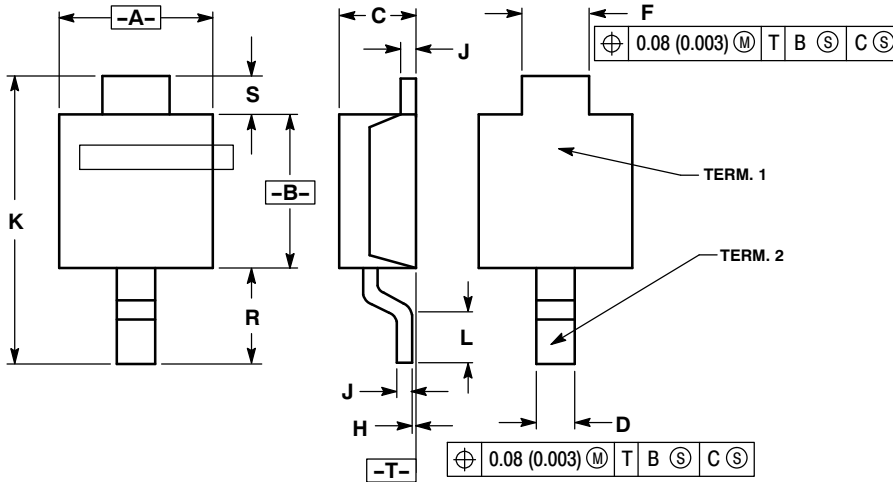 –A–
C
F
⌖ 0.08 (0.003) Ⓜ T B Ⓢ C Ⓢ
J
S
–B–
K
TERM. 1
TERM. 2
R
L
J
H
D
⌖ 0.08 (0.003) Ⓜ T B Ⓢ C Ⓢ
–T–